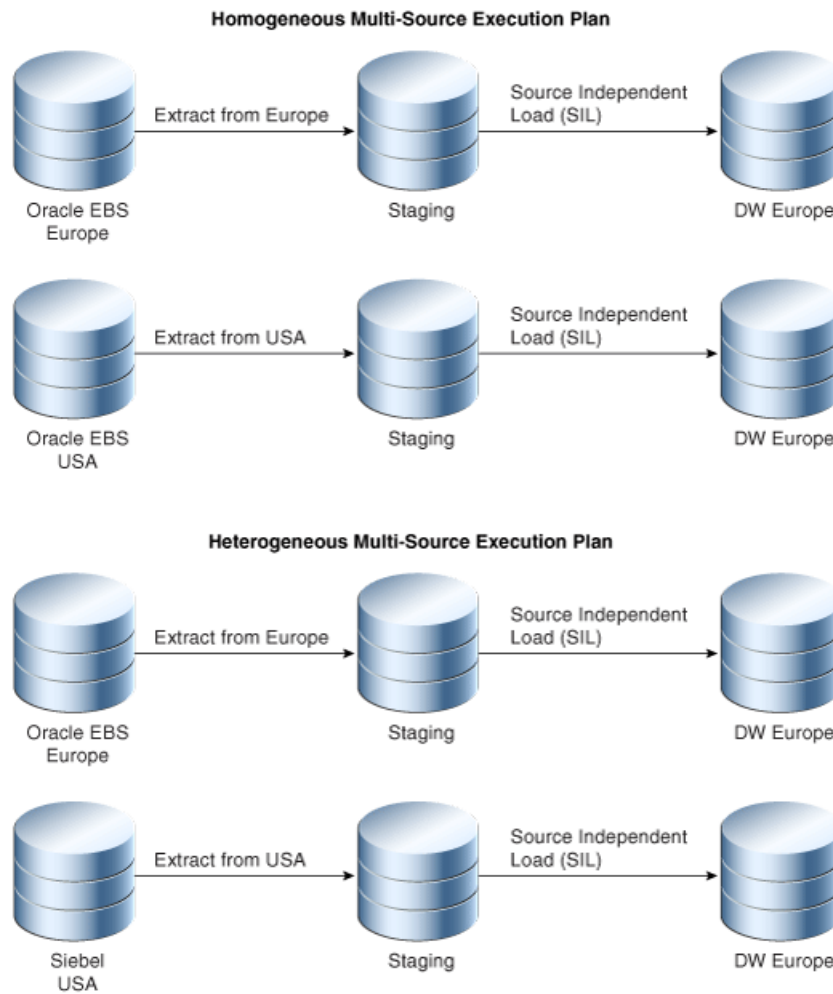 Homogeneous Multi-Source Execution Plan
Extract from Europe
Source Independent
Load (SIL)
Oracle EBS
Europe
Staging
DW Europe
Extract from USA
Source Independent
Load (SIL)
Oracle EBS
USA
Staging
DW Europe
Heterogeneous Multi-Source Execution Plan
Extract from Europe
Source Independent
Load (SIL)
Oracle EBS
Europe
Staging
DW Europe
Extract from USA
Source Independent
Load (SIL)
Siebel
USA
Staging
DW Europe